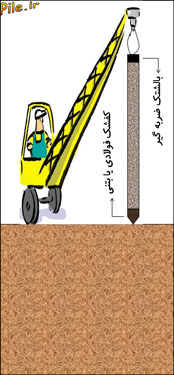 Pile.ir
بالشتک ضربه گیر
کفشک فولادی یا بتنی